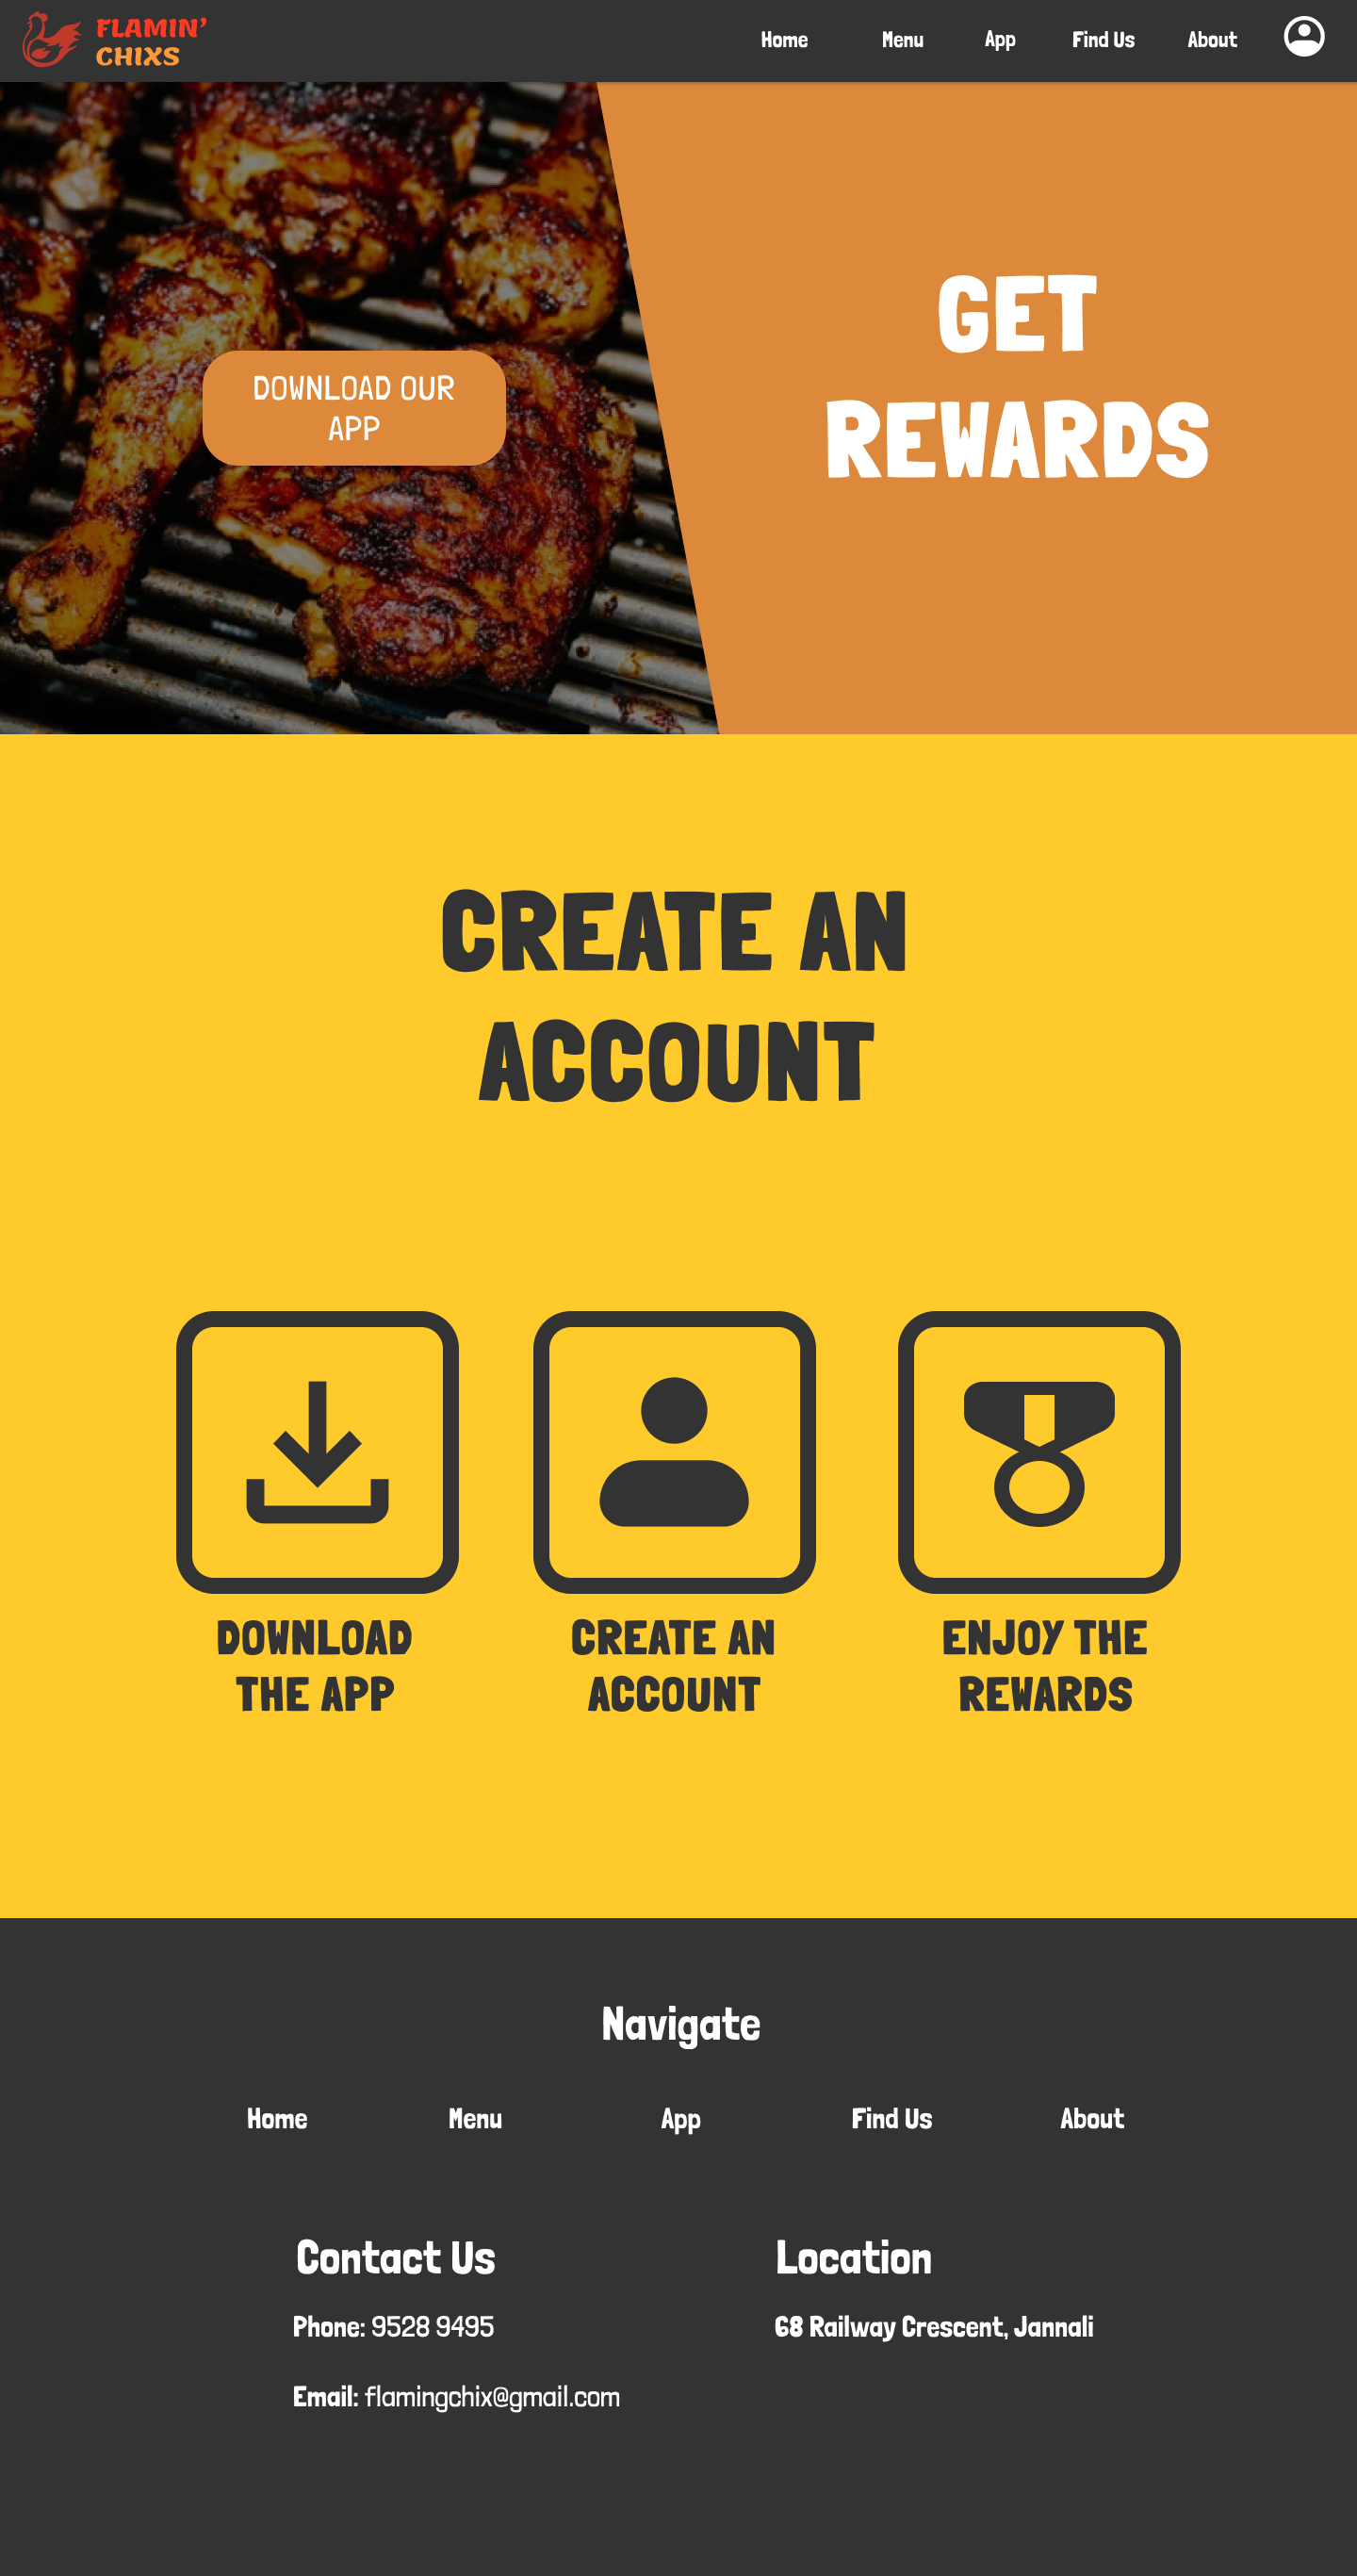 FLAMIN’
CHIXS
Home Menu App Find Us About
DOWNLOAD OUR
APP
GET
REWARDS
CREATE AN
ACCOUNT
DOWNLOAD
THE APP
CREATE AN
ACCOUNT
ENJOY THE
REWARDS
Navigate
Home Menu App Find Us About
Contact Us
Phone: 9528 9495
Email: flamingchix@gmail.com
Location
68 Railway Crescent, Jannali